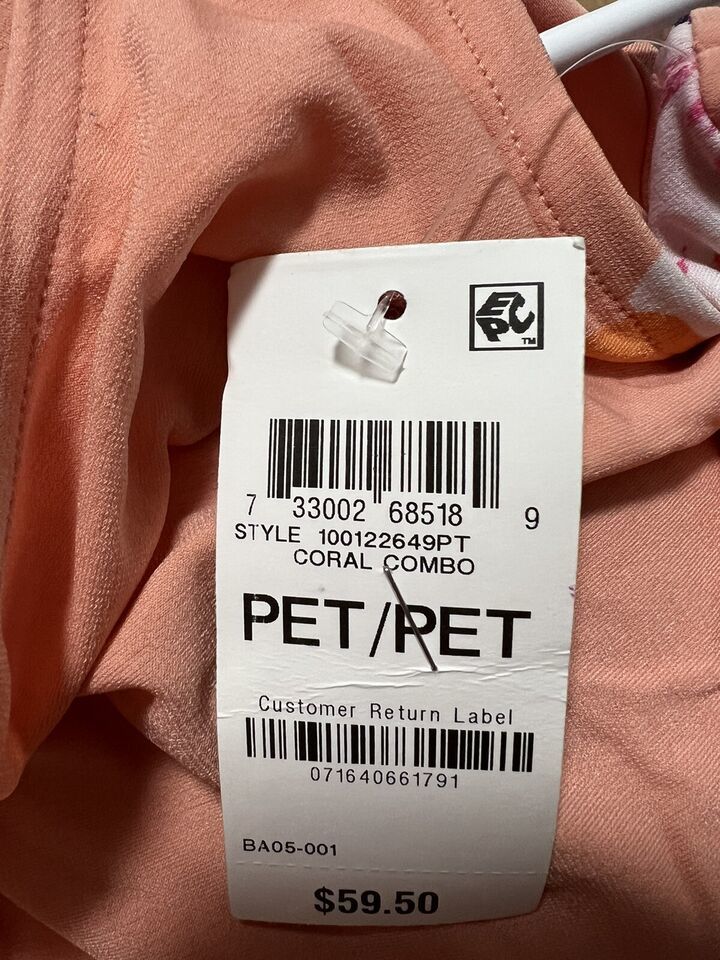 EPC
TM
7 33002 68518 9
STYLE 100122649PT
CORAL COMBO
PET/PET
Customer Return Label
071640661791
BA05-001
$59.50